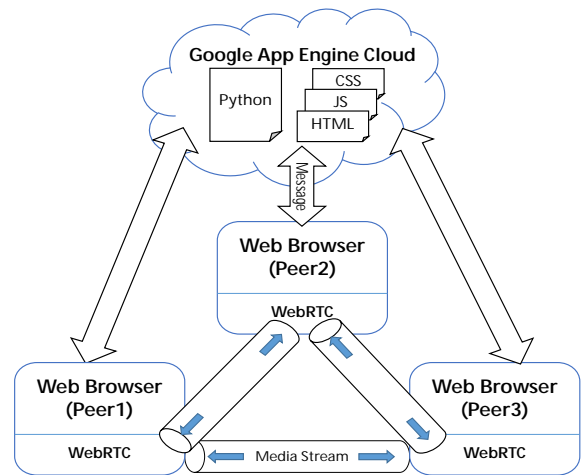 Google App Engine Cloud
Python
CSS
JS
HTML
Message
Web Browser
(Peer2)
WebRTC
Web Browser
(Peer1)
WebRTC
Web Browser
(Peer3)
WebRTC
Media Stream